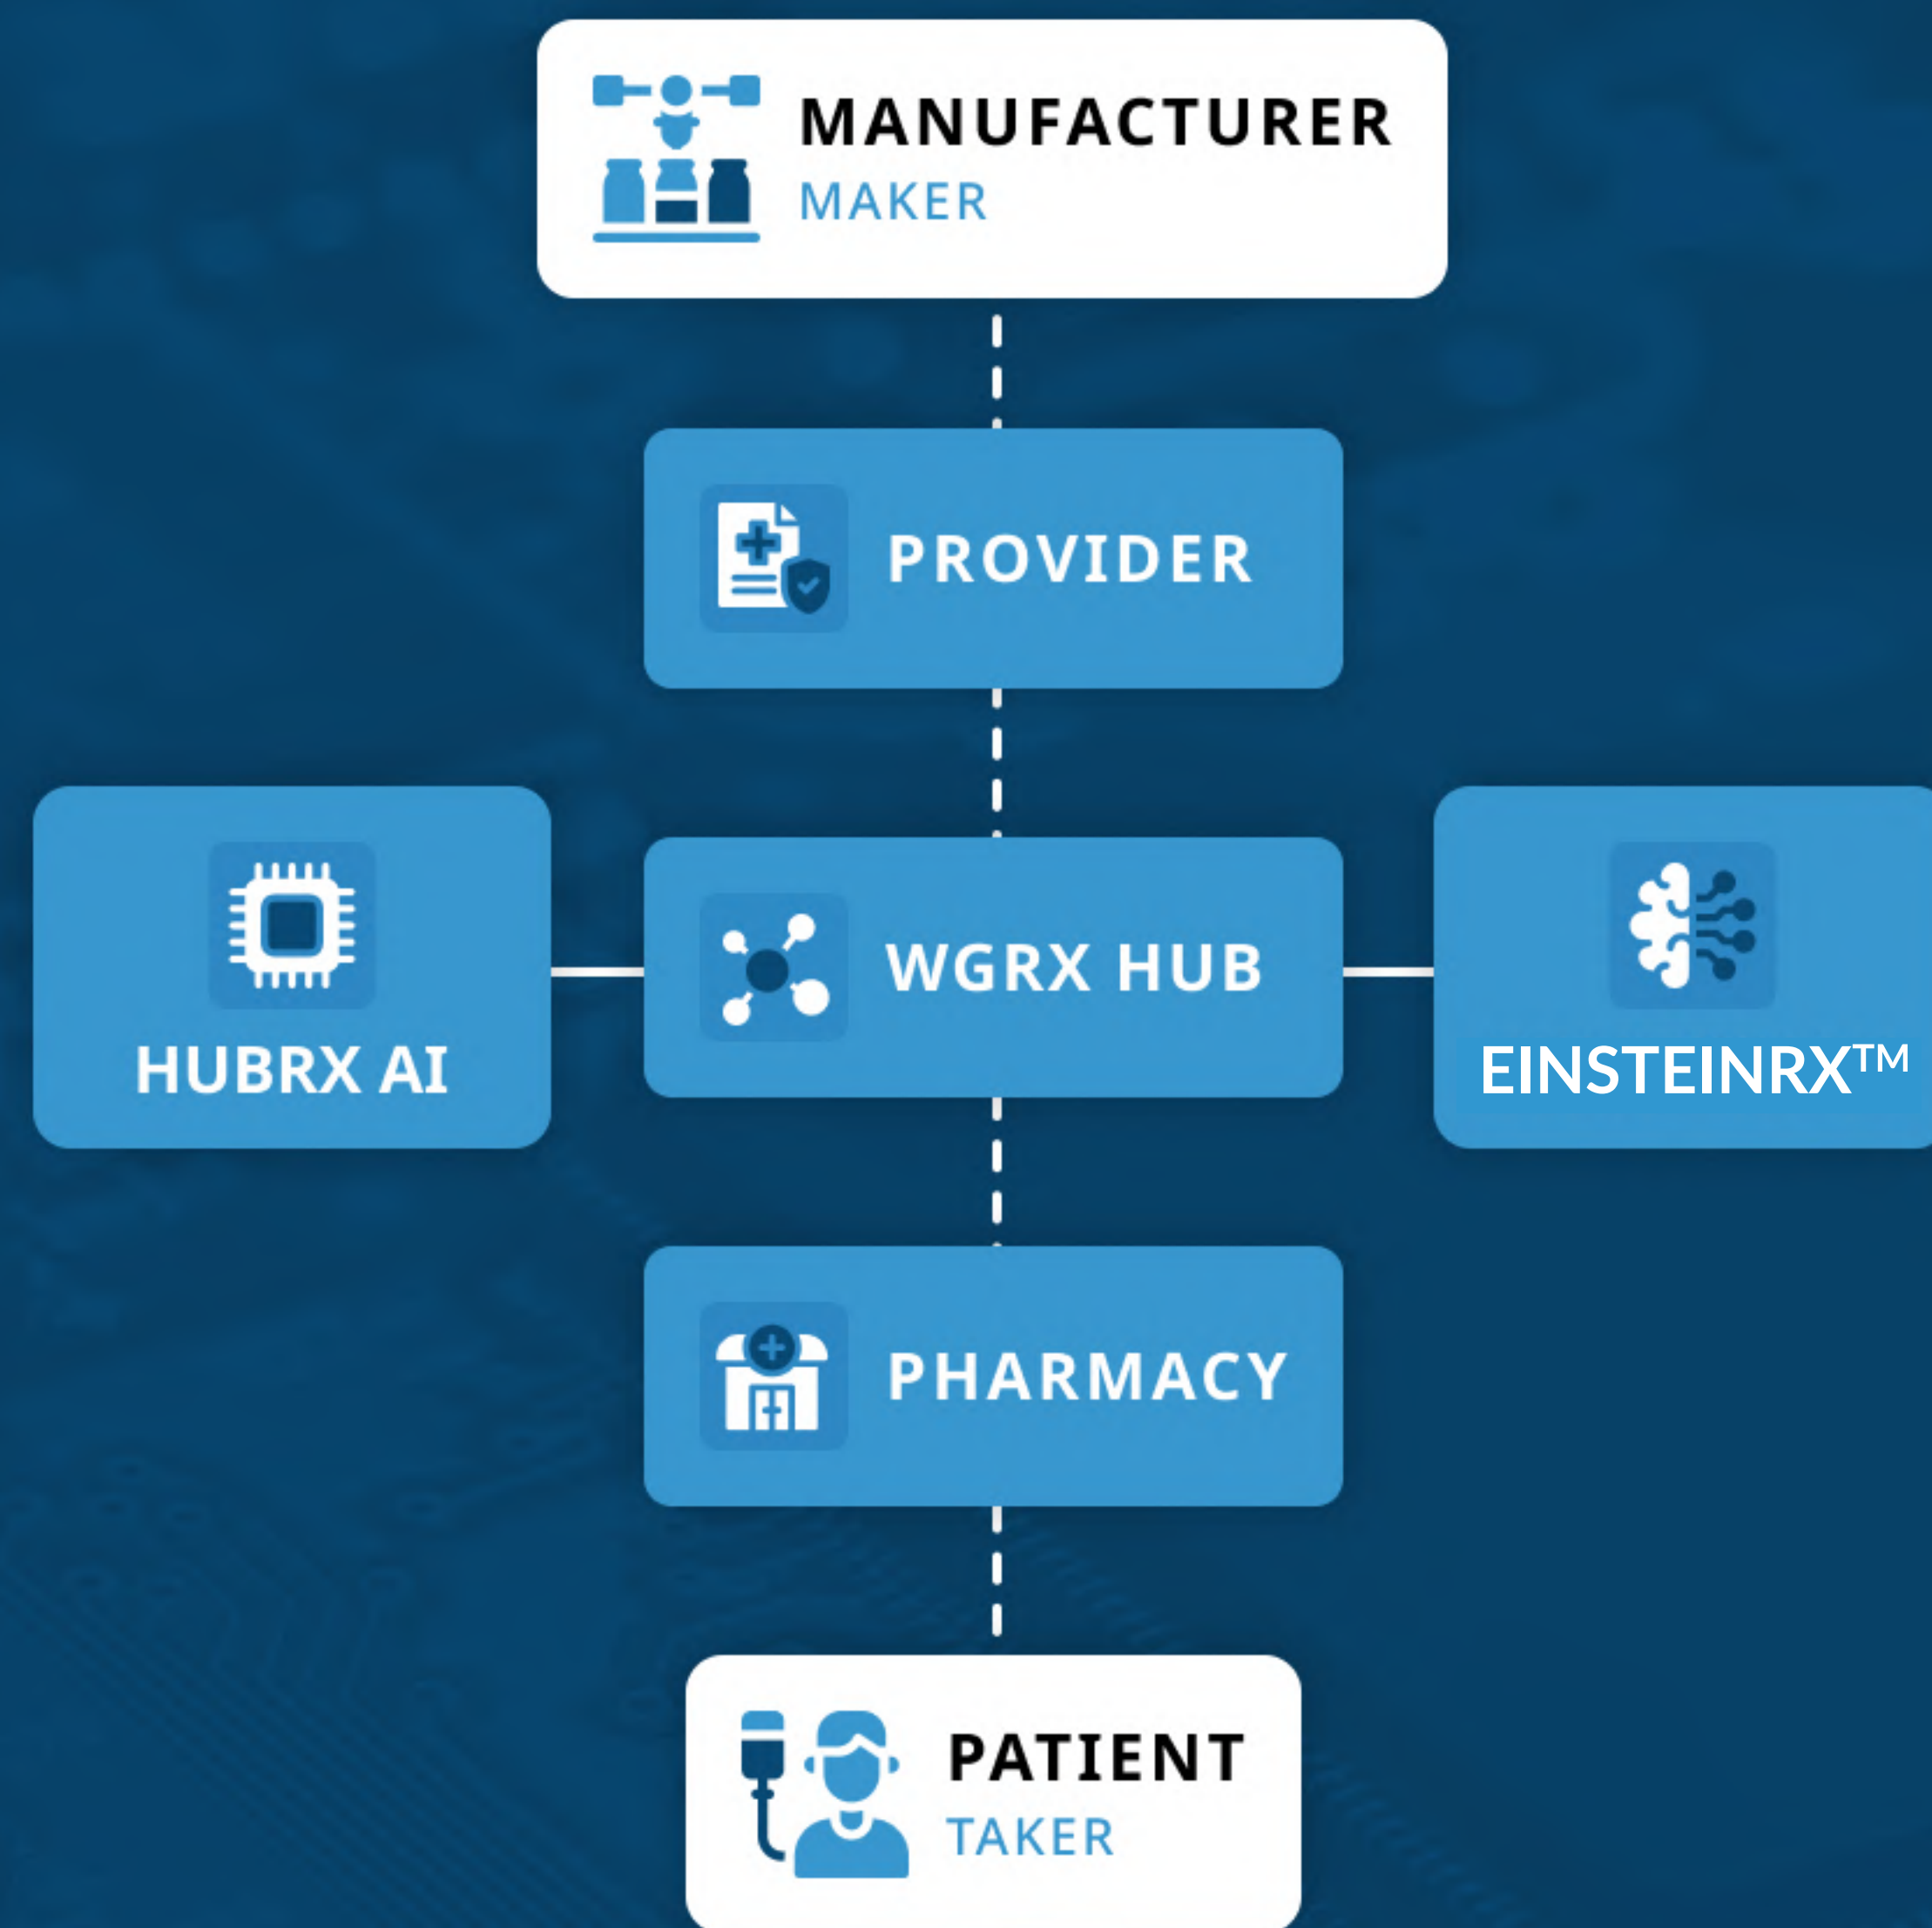 MANUFACTURER
MAKER
PROVIDER
HUBRX AI
WGRX HUB
EINSTEINRX™
PHARMACY
PATIENT
TAKER